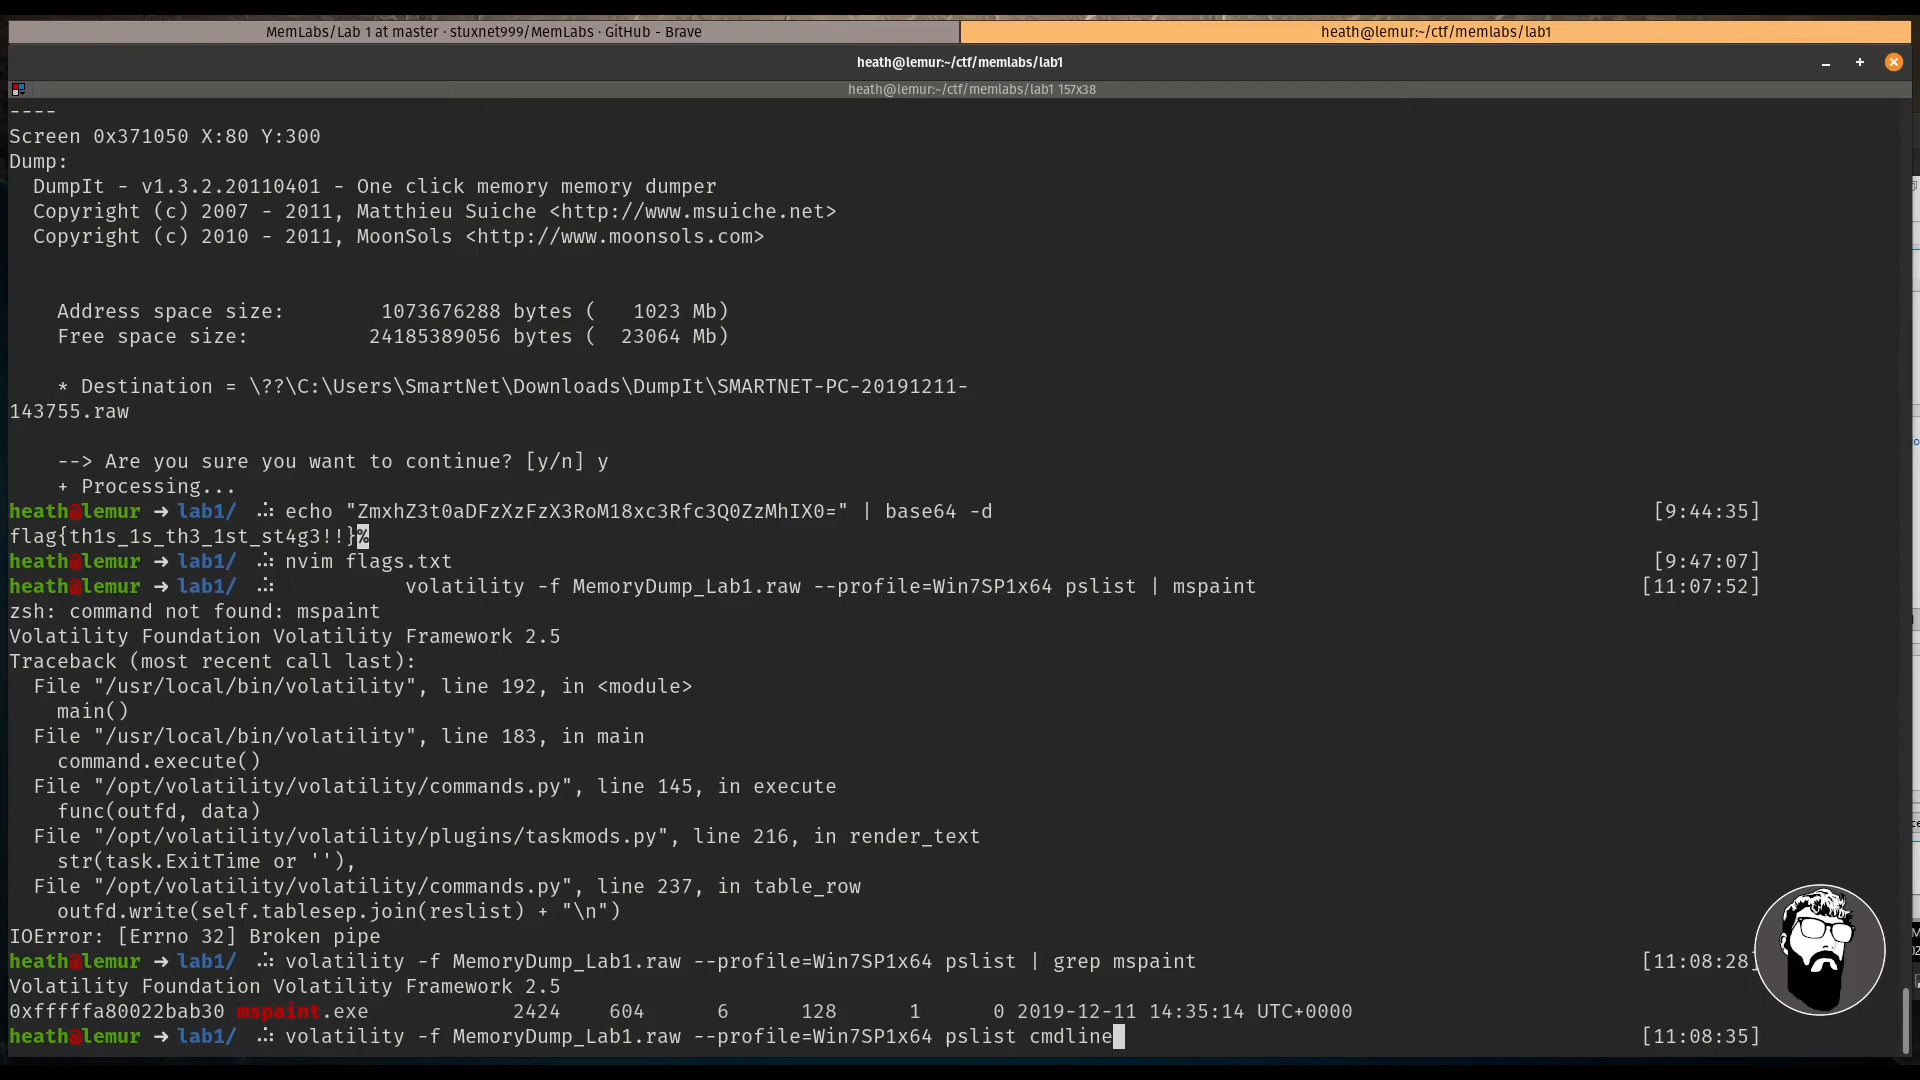 MemLabs/Lab 1 at master · stuxnet999/MemLabs · GitHub - Brave
heath@lemur:~/ctf/memlabs/lab1
heath@lemur:~/ctf/memlabs/lab1
heath@lemur:~/ctf/memlabs/lab1 157x38
----
Screen 0x371050 X:80 Y:300
Dump:
  DumpIt - v1.3.2.20110401 - One click memory memory dumper
  Copyright (c) 2007 - 2011, Matthieu Suiche <http://www.msuiche.net>
  Copyright (c) 2010 - 2011, MoonSols <http://www.moonsols.com>
    Address space size:        1073676288 bytes (   1023 Mb)
    Free space size:          24185389056 bytes (  23064 Mb)
    * Destination = \??\C:\Users\SmartNet\Downloads\DumpIt\SMARTNET-PC-20191211-
143755.raw
    --> Are you sure you want to continue? [y/n] y
    + Processing...
heath@lemur ➜ lab1/ echo "ZmxhZ3t0aDFzXzFzX3RoM18xc3Rfc3Q0ZzMhIX0=" | base64 -d [9:44:35]
flag{th1s_1s_th3_1st_st4g3!!}%
heath@lemur ➜ lab1/ nvim flags.txt [9:47:07]
heath@lemur ➜ lab1/ volatility -f MemoryDump_Lab1.raw --profile=Win7SP1x64 pslist | mspaint [11:07:52]
zsh: command not found: mspaint
Volatility Foundation Volatility Framework 2.5
Traceback (most recent call last):
  File "/usr/local/bin/volatility", line 192, in <module>
    main()
  File "/usr/local/bin/volatility", line 183, in main
    command.execute()
  File "/opt/volatility/volatility/commands.py", line 145, in execute
    func(outfd, data)
  File "/opt/volatility/volatility/plugins/taskmods.py", line 216, in render_text
    str(task.ExitTime or ''),
  File "/opt/volatility/volatility/commands.py", line 237, in table_row
    outfd.write(self.tablesep.join(reslist) + "\n")
IOError: [Errno 32] Broken pipe
heath@lemur ➜ lab1/ volatility -f MemoryDump_Lab1.raw --profile=Win7SP1x64 pslist | grep mspaint [11:08:28]
Volatility Foundation Volatility Framework 2.5
0xfffffa80022bab30 mspaint.exe            2424    604      6      128      1      0 2019-12-11 14:35:14 UTC+0000
heath@lemur ➜ lab1/ volatility -f MemoryDump_Lab1.raw --profile=Win7SP1x64 pslist cmdline [11:08:35]